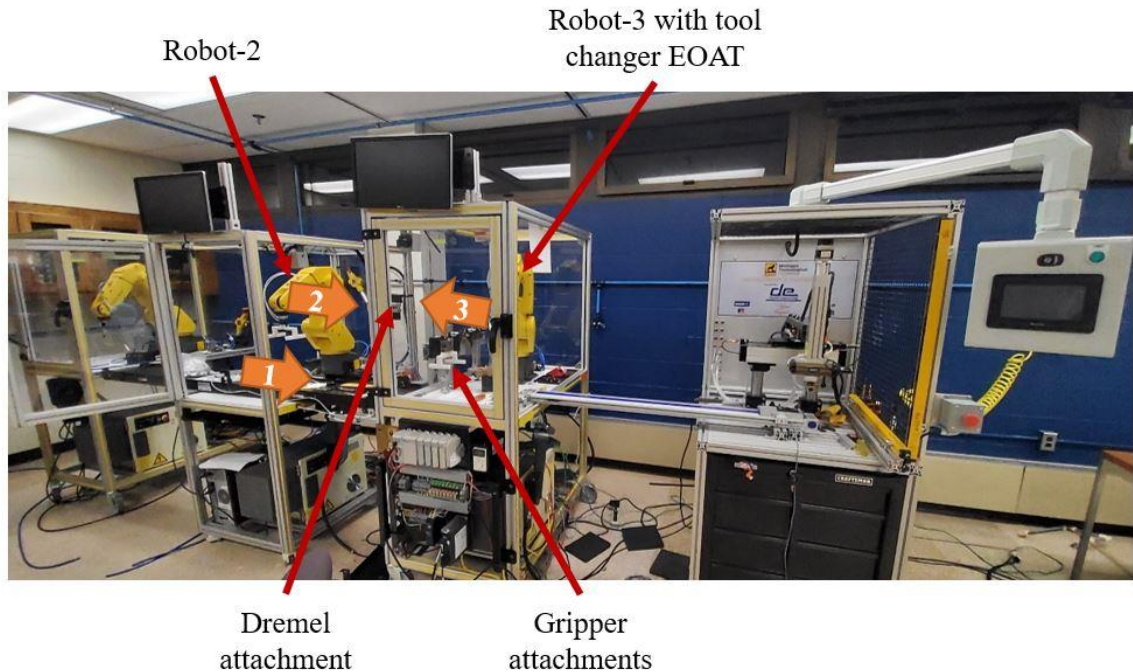 Robot-2
Robot-3 with tool
changer EOAT
2
3
1
de
CRAFTSMAN
Dremel
attachment
Gripper
attachments